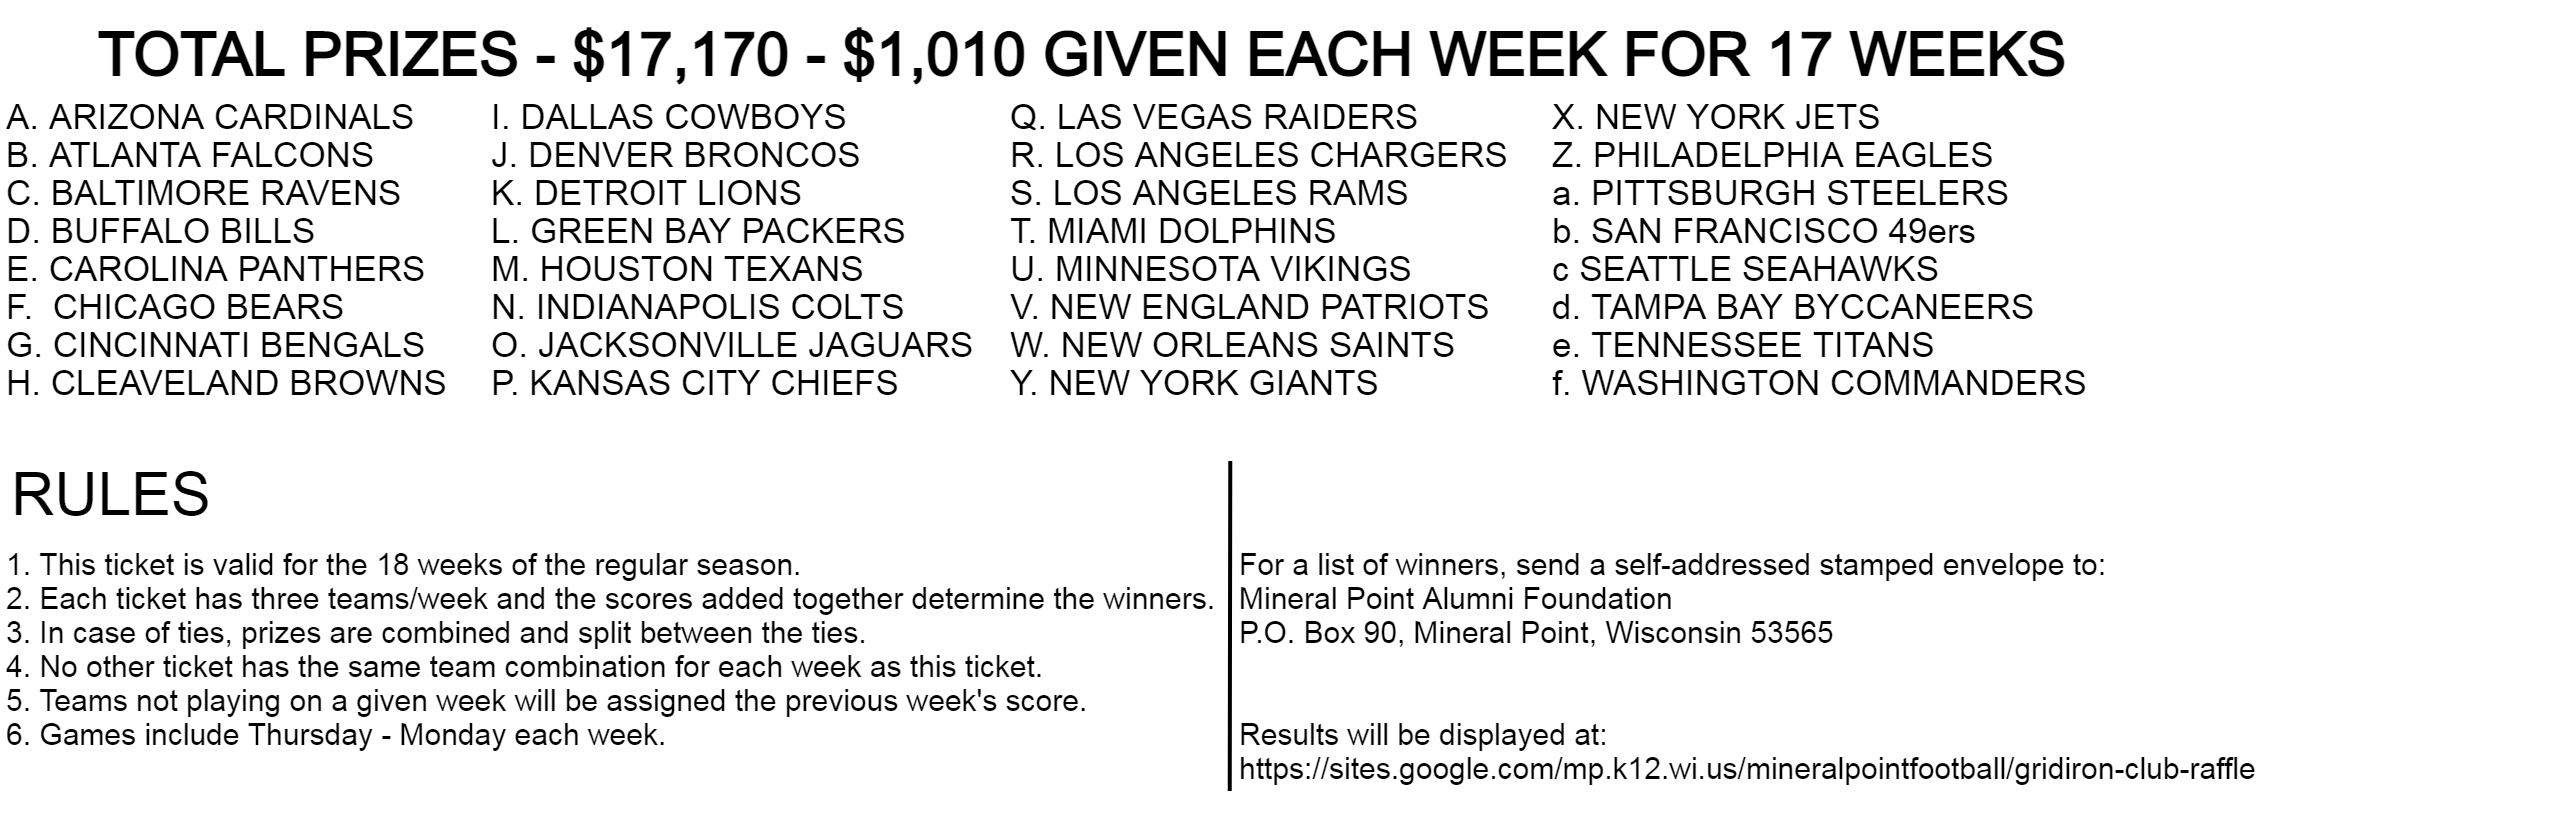 TOTAL PRIZES - $17,170 - $1,010 GIVEN EACH WEEK FOR 17 WEEKS
A. ARIZONA CARDINALS
B. ATLANTA FALCONS
C. BALTIMORE RAVENS
D. BUFFALO BILLS
E. CAROLINA PANTHERS
F.  CHICAGO BEARS
G. CINCINNATI BENGALS
H. CLEAVELAND BROWNS
I. DALLAS COWBOYS
J. DENVER BRONCOS
K. DETROIT LIONS
L. GREEN BAY PACKERS
M. HOUSTON TEXANS
N. INDIANAPOLIS COLTS
O. JACKSONVILLE JAGUARS
P. KANSAS CITY CHIEFS
Q. LAS VEGAS RAIDERS
R. LOS ANGELES CHARGERS
S. LOS ANGELES RAMS
T. MIAMI DOLPHINS
U. MINNESOTA VIKINGS
V. NEW ENGLAND PATRIOTS
W. NEW ORLEANS SAINTS
Y. NEW YORK GIANTS
X. NEW YORK JETS
Z. PHILADELPHIA EAGLES
a. PITTSBURGH STEELERS
b. SAN FRANCISCO 49ers
c SEATTLE SEAHAWKS
d. TAMPA BAY BYCCANEERS
e. TENNESSEE TITANS
f. WASHINGTON COMMANDERS
RULES
1. This ticket is valid for the 18 weeks of the regular season.
2. Each ticket has three teams/week and the scores added together determine the winners.
3. In case of ties, prizes are combined and split between the ties.
4. No other ticket has the same team combination for each week as this ticket.
5. Teams not playing on a given week will be assigned the previous week's score.
6. Games include Thursday - Monday each week.
For a list of winners, send a self-addressed stamped envelope to:
Mineral Point Alumni Foundation
P.O. Box 90, Mineral Point, Wisconsin 53565
Results will be displayed at:
https://sites.google.com/mp.k12.wi.us/mineralpointfootball/gridiron-club-raffle